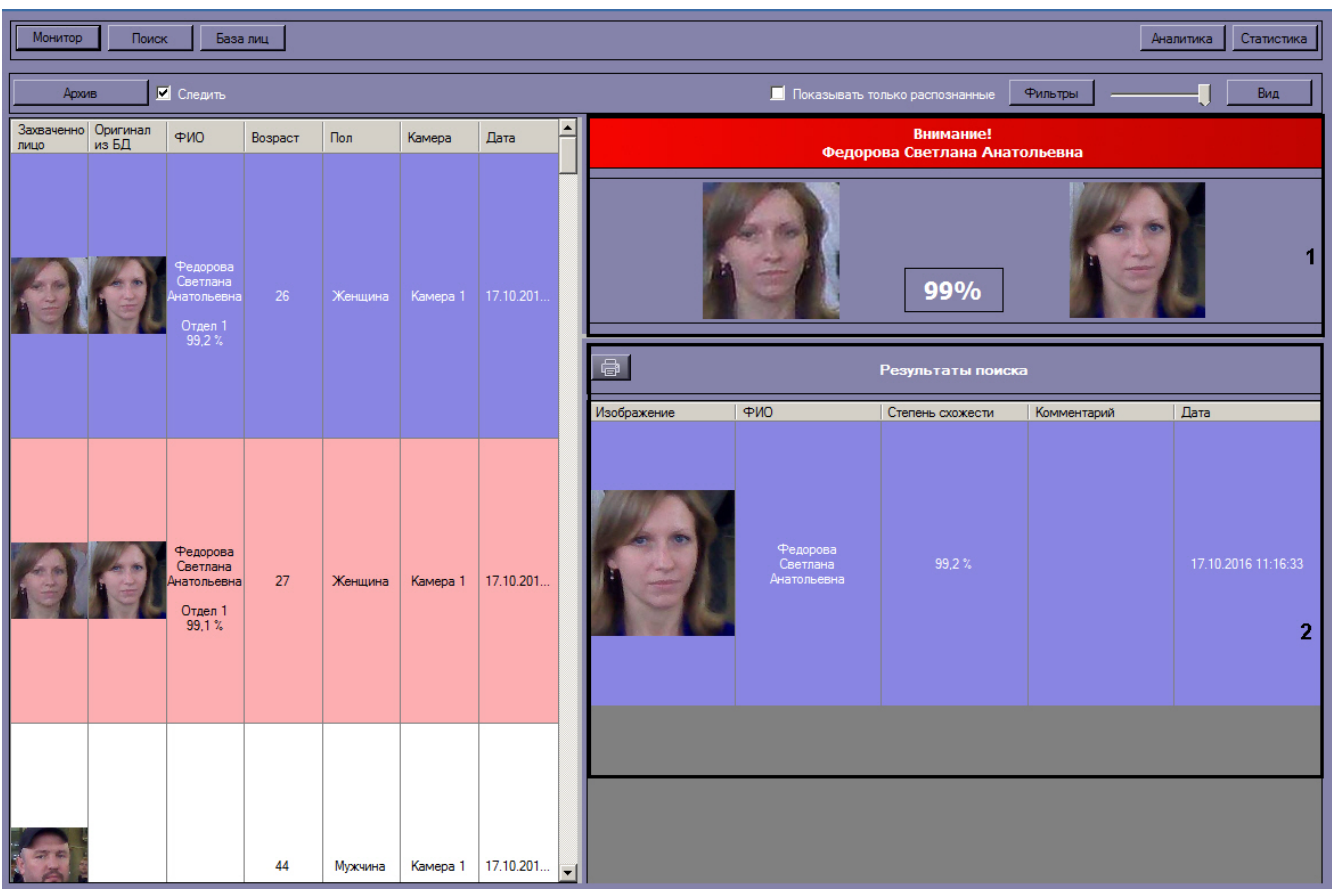 Монитор
Поиск
База лиц
Аналитика
Статистика
Архив
Следить
Показывать только распознанные
Фильтры
Вид
Захваченно
лицо
Оригинал
из БД
ФИО
Возраст
Пол
Камера
Дата
Федорова
Светлана
Анатольевна
Отдел 1
99,2 %
26
Женщина
Камера 1
17.10.201...
Федорова
Светлана
Анатольевна
Отдел 1
99,1 %
27
Женщина
Камера 1
17.10.201...
44
Мужчина
Камера 1
17.10.201...
Внимание!
Федорова Светлана Анатольевна
99%
1
Результаты поиска
Изображение
ФИО
Степень схожести
Комментарий
Дата
Федорова
Светлана
Анатольевна
99,2 %
17.10.2016 11:16:33
2